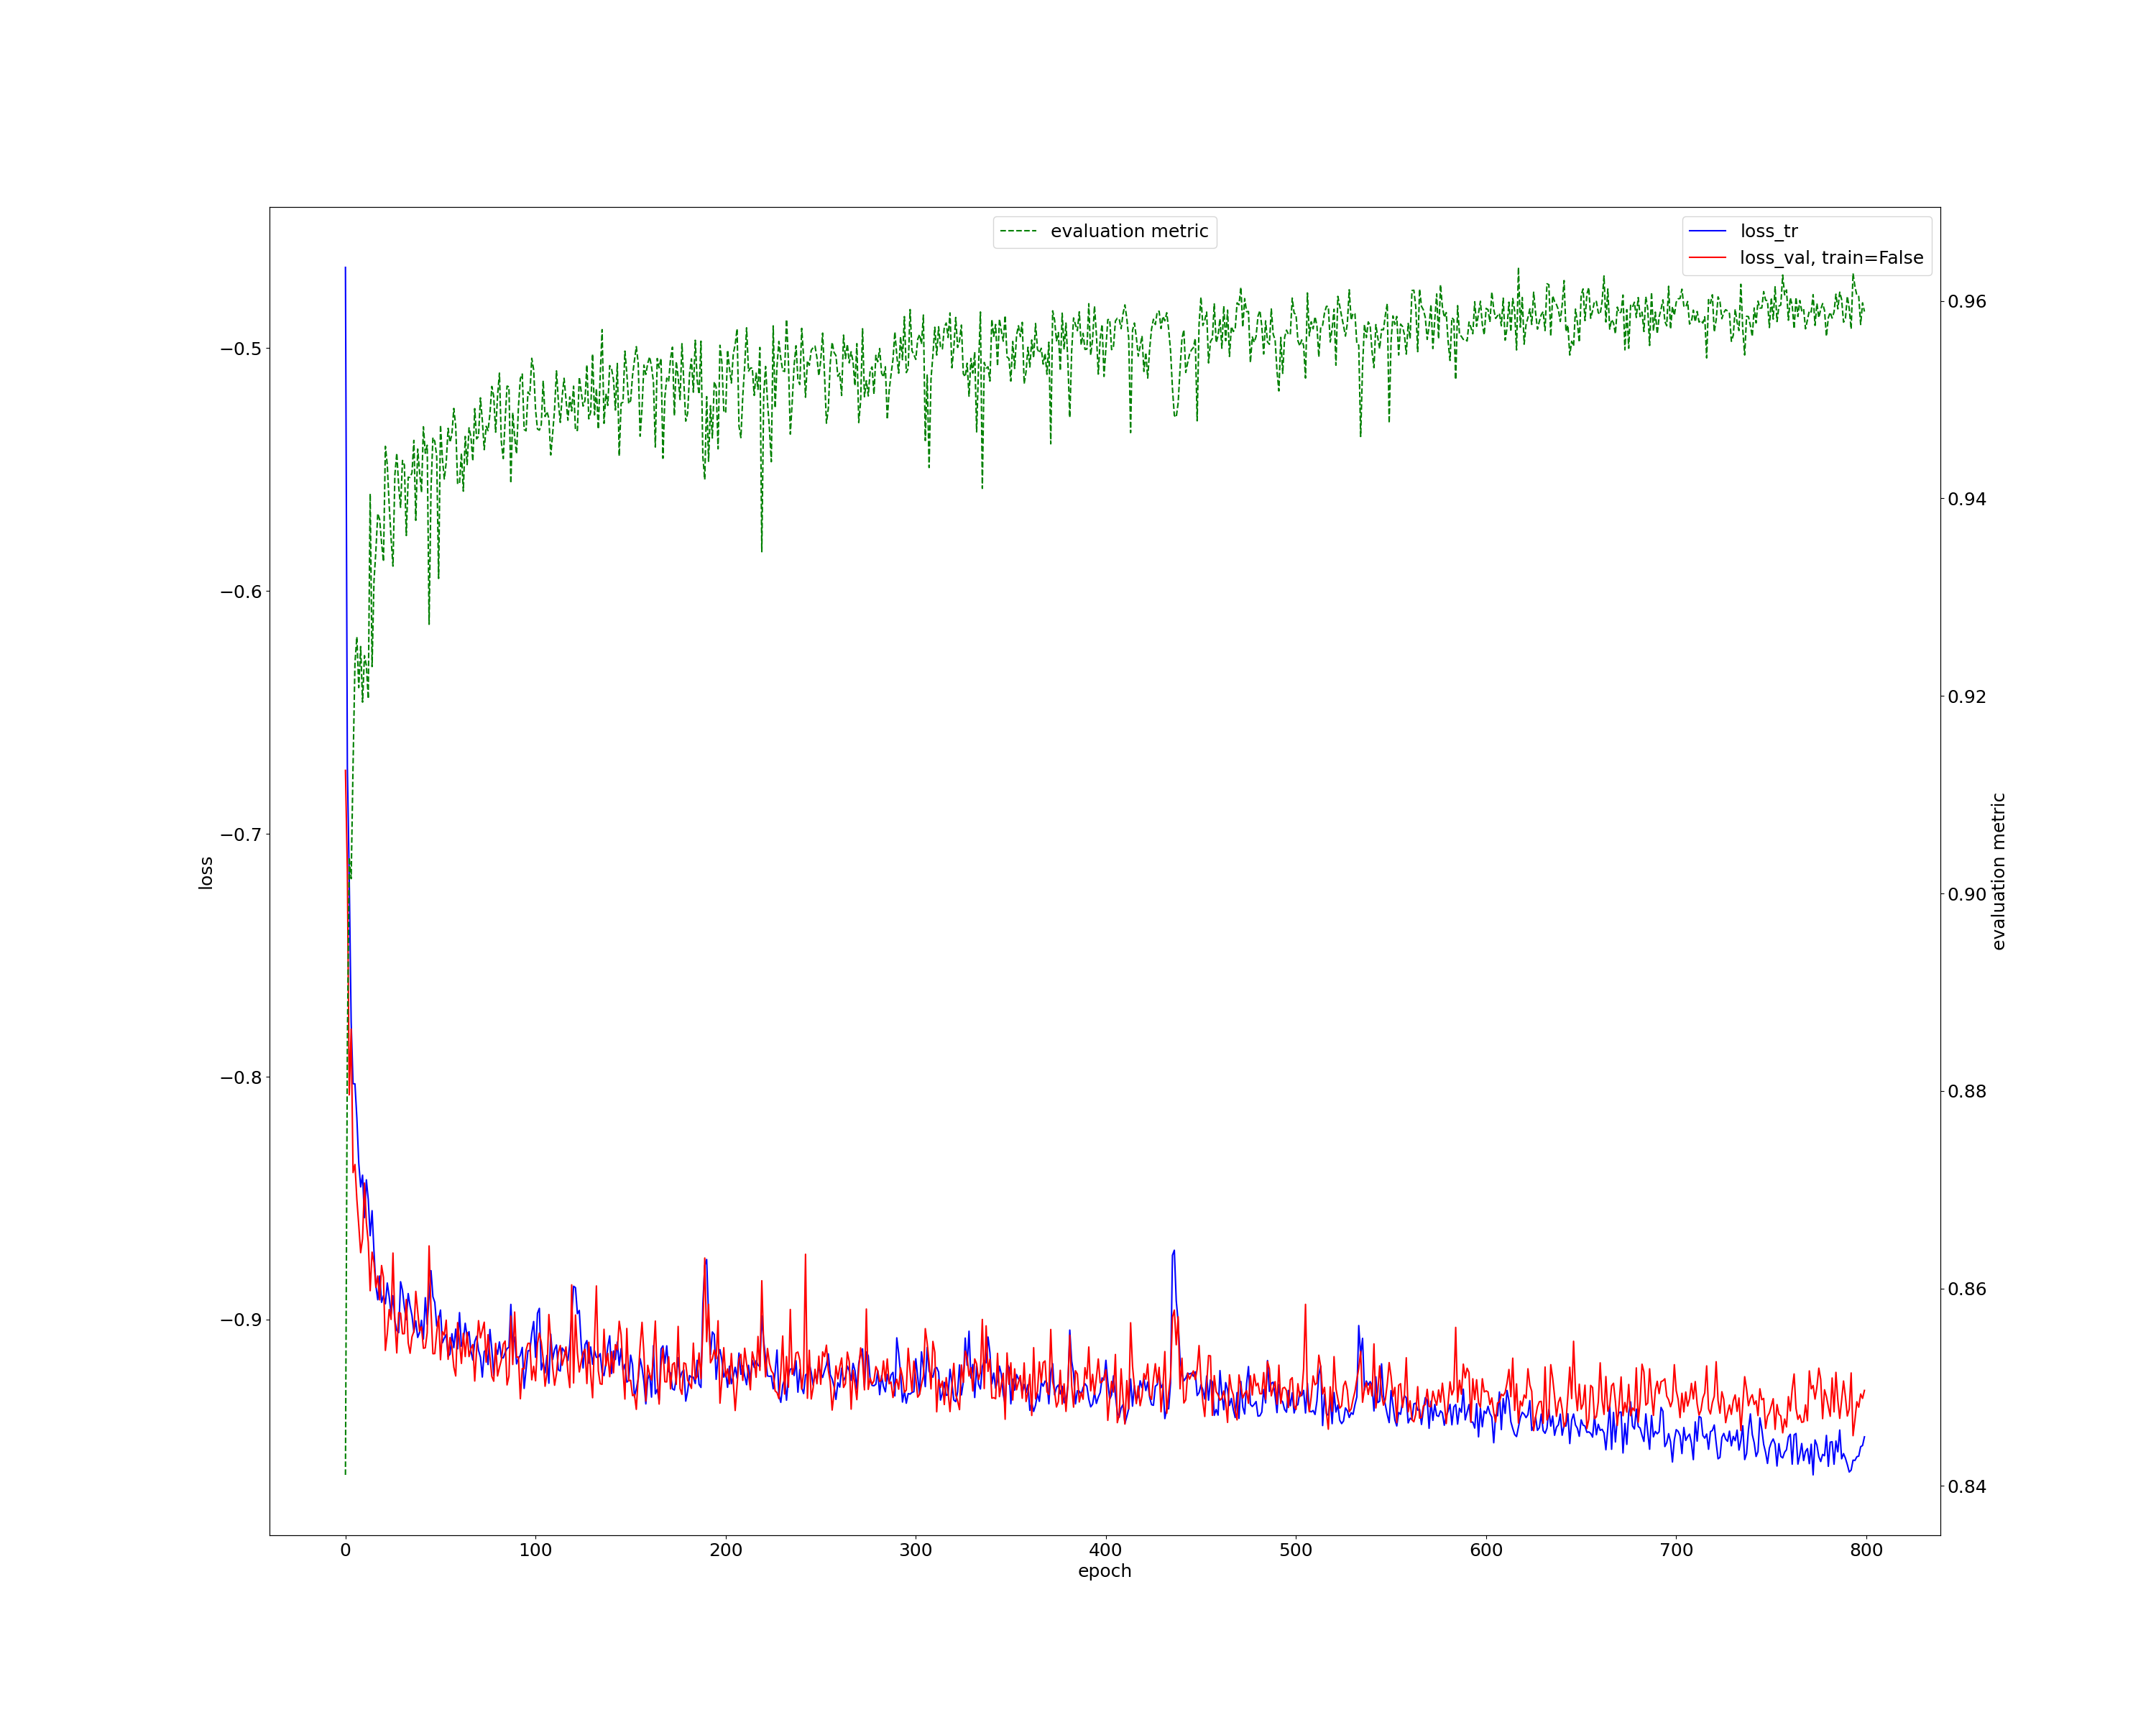 evaluation metric
loss_tr
loss_val, train=False
−0.5
−0.6
−0.7
−0.8
−0.9
loss
0.96
0.94
0.92
0.90
0.88
0.86
0.84
evaluation metric
0 100 200 300 400 500 600 700 800
epoch